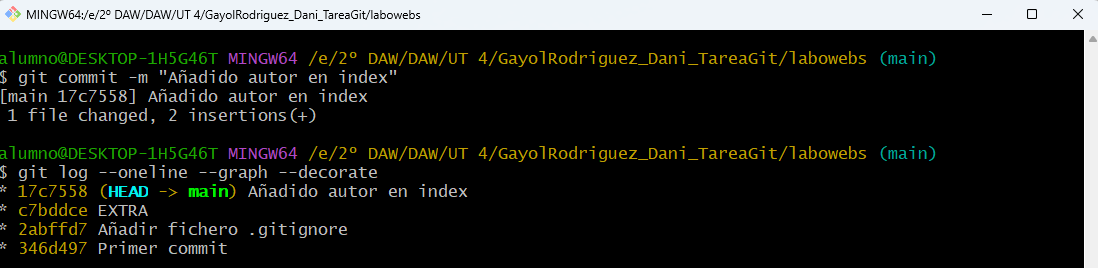 MINGW64:/e/2º DAW/DAW/UT 4/GayolRodriguez_Dani_TareaGit/labowebs
alumno@DESKTOP-1H5G46T MINGW64 /e/2º DAW/DAW/UT 4/GayolRodriguez_Dani_TareaGit/labowebs (main)
$ git commit -m "Añadido autor en index"
[main 17c7558] Añadido autor en index
 1 file changed, 2 insertions(+)
alumno@DESKTOP-1H5G46T MINGW64 /e/2º DAW/DAW/UT 4/GayolRodriguez_Dani_TareaGit/labowebs (main)
$ git log --oneline --graph --decorate
* 17c7558 (HEAD -> main) Añadido autor en index
* c7bddce EXTRA
* 2abffd7 Añadir fichero .gitignore
* 346d497 Primer commit